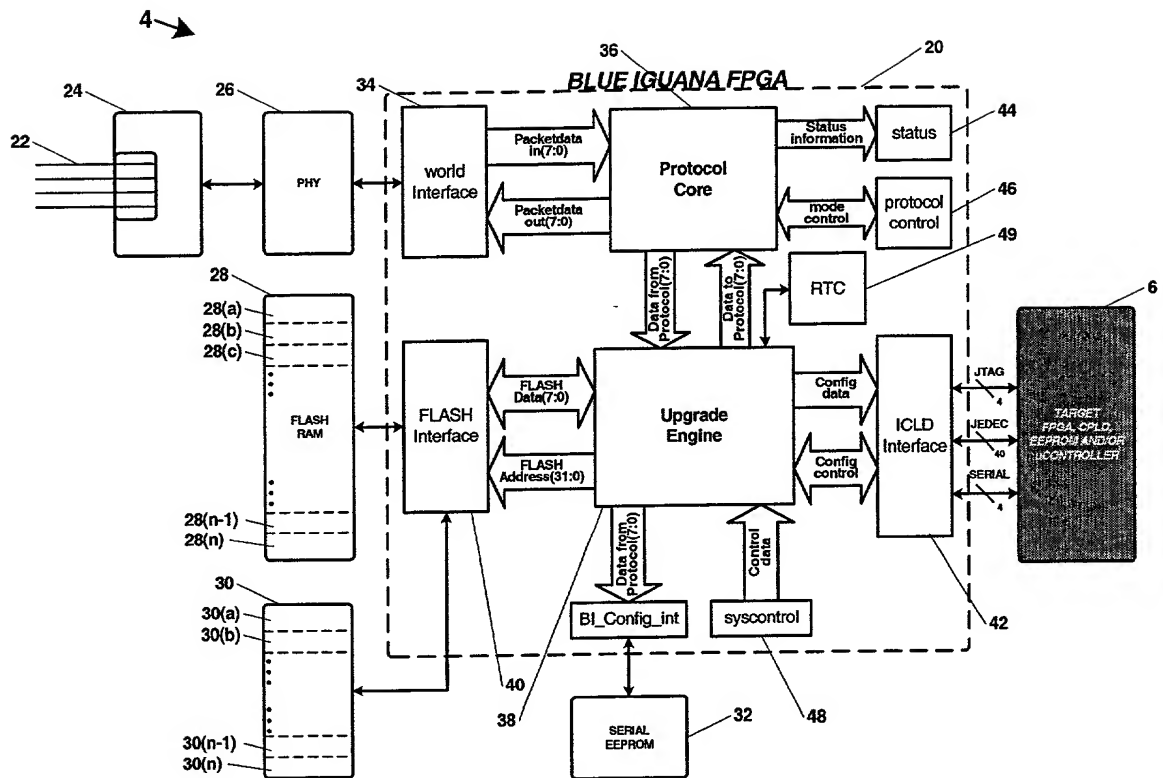 4
36
20
BLUE IGUANA FPGA
24
26
34
44
22
PHY
world
Interface
Packetdata
in(7:0)
Packetdata
out(7:0)
Protocol
Core
Status
information
status
mode
control
protocol
control
46
49
28
28(a)
28(b)
28(c)
Data from
Protocol(7:0)
Data to
Protocol(7:0)
RTC
6
FLASH
RAM
FLASH
Interface
FLASH
Data(7:0)
FLASH
Address(31:0)
Upgrade
Engine
Config
data
Config
control
ICLD
Interface
JTAG
4
JEDEC
40
SERIAL
4
TARGET
FPGA, CPLD,
EEPROM AND/OR
µCONTROLLER
28(n-1)
28(n)
Data from
Protocol(7:0)
Control
data
30
30(a)
30(b)
BI_Config_int
syscontrol
42
40
38
SERIAL
EEPROM
32
48
30(n-1)
30(n)